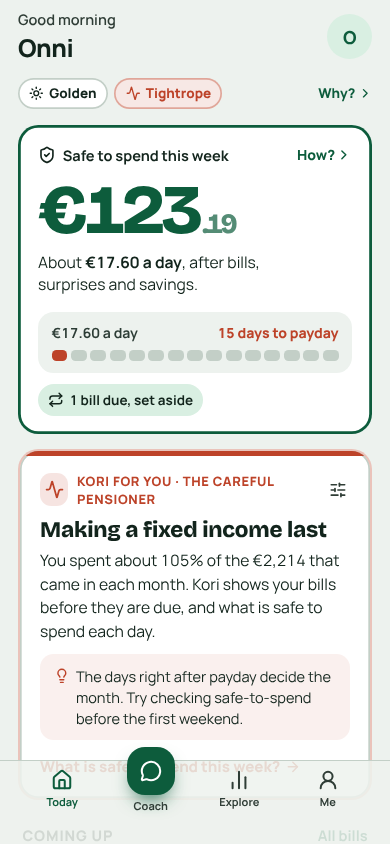 Good morning
Onni
O
Golden
Tightrope
Why?
Safe to spend this week
How?
€123.19
About €17.60 a day, after bills,
surprises and savings.
€17.60 a day
15 days to payday
1 bill due, set aside
KORI FOR YOU · THE CAREFUL
PENSIONER
Making a fixed income last
You spent about 105% of the €2,214 that
came in each month. Kori shows your bills
before they are due, and what is safe to
spend each day.
The days right after payday decide the
month. Try checking safe-to-spend
before the first weekend.
What is safe nd this week?
Today
Coach
Explore
Me
COMING UP
All bills